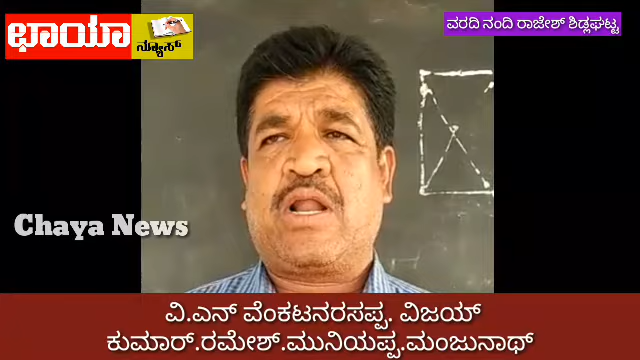 ಛಾಯಾ
ನ್ಯೂಸ್
ವರದಿ ನಂದಿ ರಾಜೇಶ್ ಶಿಡ್ಲಘಟ್ಟ
Chaya News
ವಿ.ಎನ್ ವೆಂಕಟನರಸಪ್ಪ. ವಿಜಯ್
ಕುಮಾರ್.ರಮೇಶ್.ಮುನಿಯಪ್ಪ.ಮಂಜುನಾಥ್